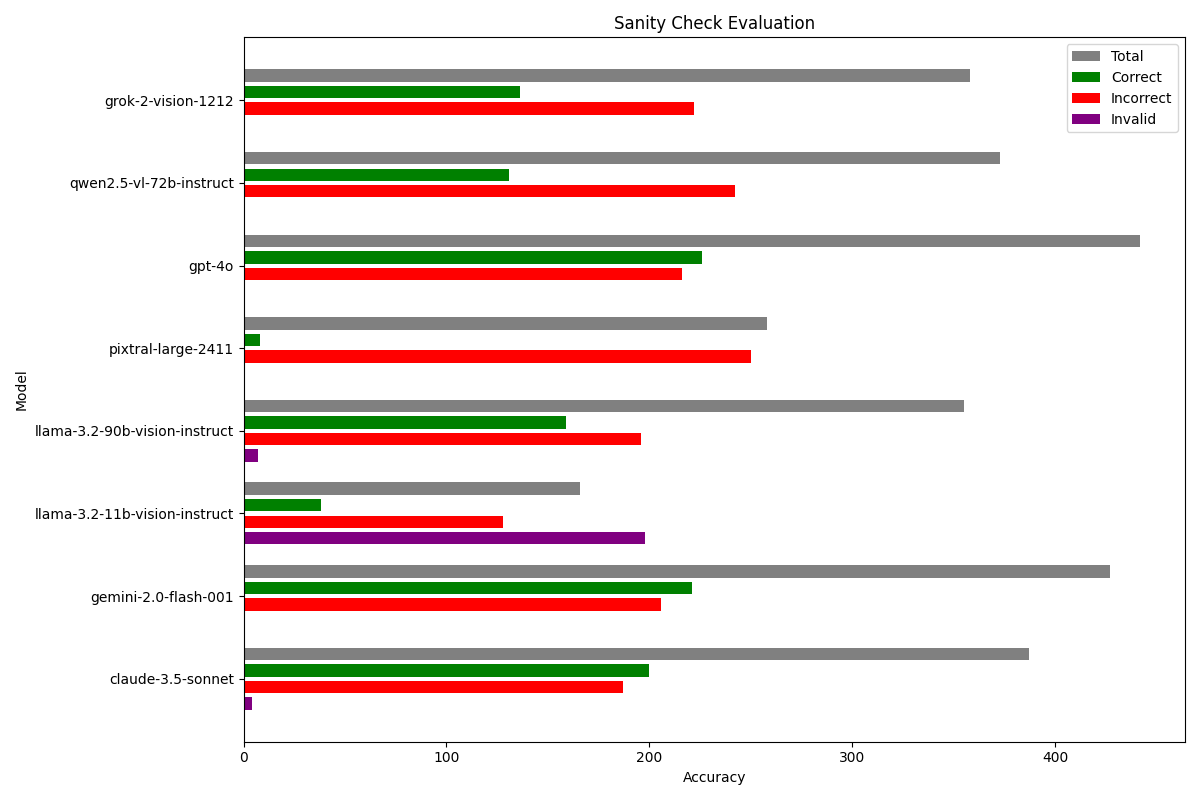 Sanity Check Evaluation
Total
Correct
Incorrect
Invalid
grok-2-vision-1212
qwen2.5-vl-72b-instruct
gpt-4o
pixtral-large-2411
llama-3.2-90b-vision-instruct
llama-3.2-11b-vision-instruct
gemini-2.0-flash-001
claude-3.5-sonnet
Model
0 100 200 300 400
Accuracy